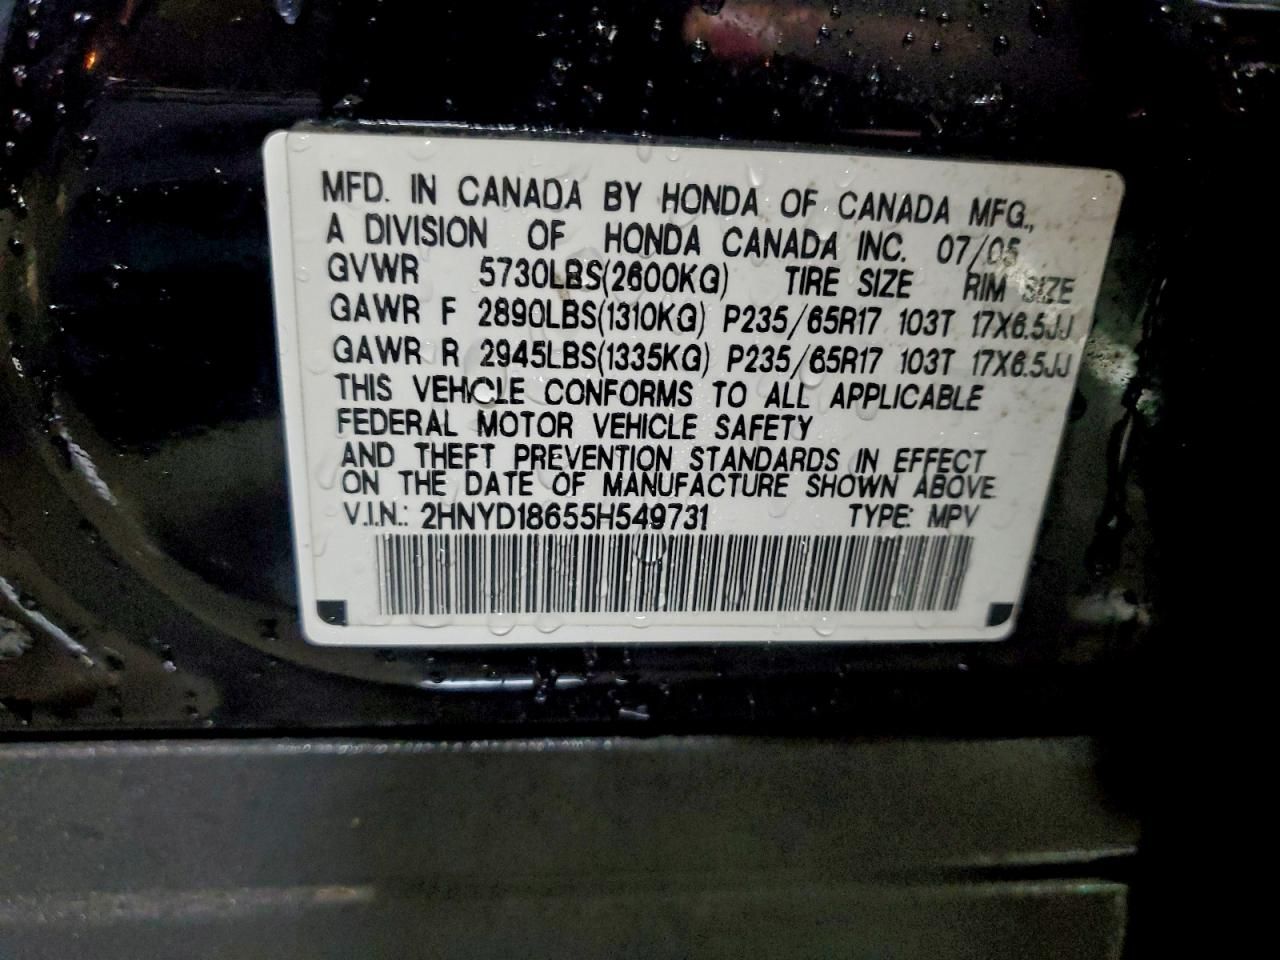 MFD. IN CANADA BY HONDA OF CANADA MFG.,
A DIVISION OF HONDA CANADA INC. 07/05
GVWR 5730LBS(2600KG) TIRE SIZE RIM SIZE
GAWR F 2890LBS(1310KG) P235/65R17 103T 17X6.5JJ
GAWR R 2945LBS(1335KG) P235/65R17 103T 17X6.5JJ
THIS VEHICLE CONFORMS TO ALL APPLICABLE
FEDERAL MOTOR VEHICLE SAFETY
AND THEFT PREVENTION STANDARDS IN EFFECT
ON THE DATE OF MANUFACTURE SHOWN ABOVE
V.I.N.: 2HNYD18655H549731 TYPE: MPV